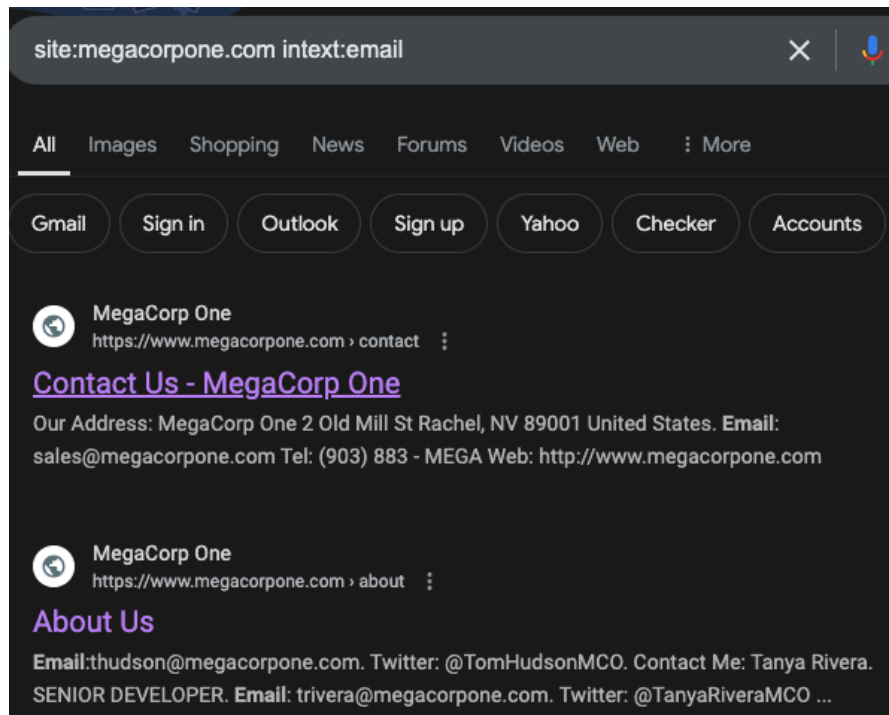 site:megacorpone.com intext:email
All Images Shopping News Forums Videos Web More
Gmail Sign in Outlook Sign up Yahoo Checker Accounts
MegaCorp One
https://www.megacorpone.com › contact
Contact Us - MegaCorp One
Our Address: MegaCorp One 2 Old Mill St Rachel, NV 89001 United States. Email:
sales@megacorpone.com Tel: (903) 883 - MEGA Web: http://www.megacorpone.com
MegaCorp One
https://www.megacorpone.com › about
About Us
Email:thudson@megacorpone.com. Twitter: @TomHudsonMCO. Contact Me: Tanya Rivera.
SENIOR DEVELOPER. Email: trivera@megacorpone.com. Twitter: @TanyaRiveraMCO ...